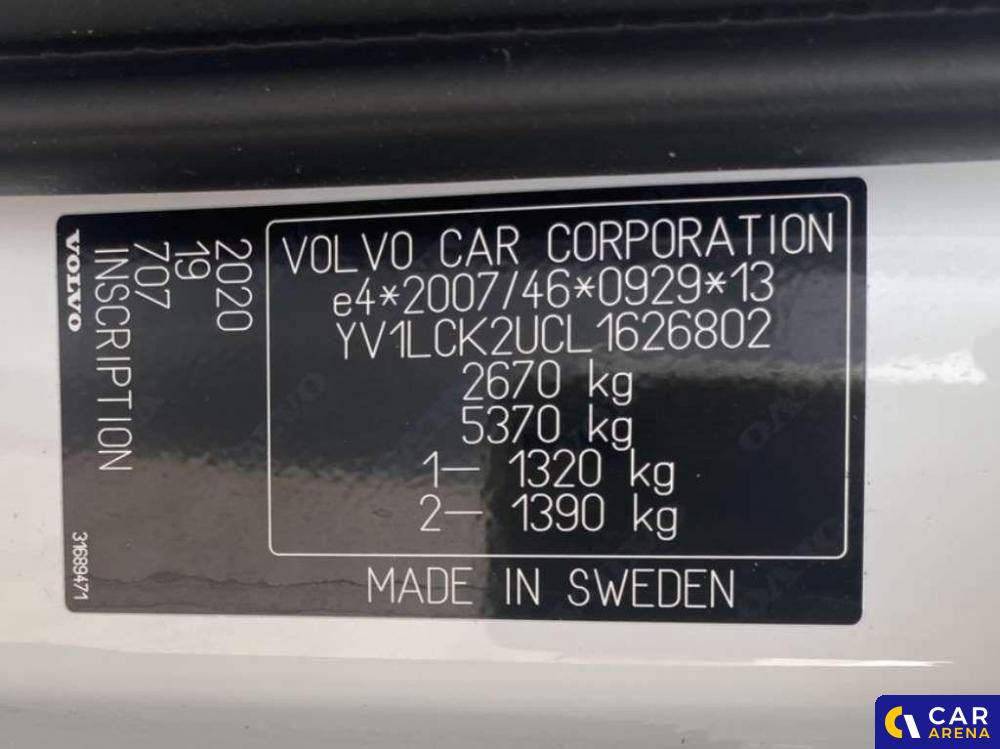 VOLVO
2020
19
707
INSCRIPTION
31689471
VOLVO CAR CORPORATION
e4*2007/46*0929*13
YV1LCK2UCL1626802
2670 kg
5370 kg
1– 1320 kg
2– 1390 kg
MADE IN SWEDEN
CAR
ARENA